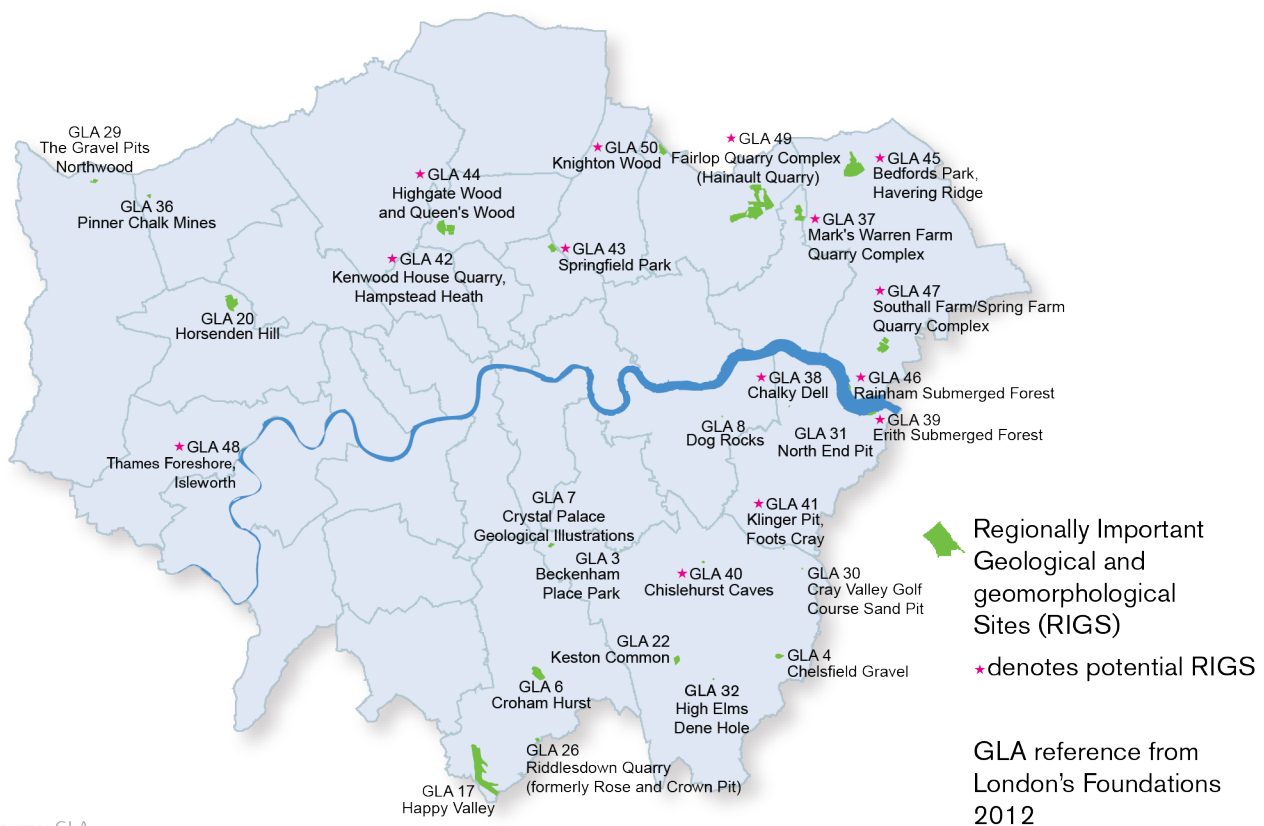 GLA 29
The Gravel Pits
Northwood
GLA 36
Pinner Chalk Mines
GLA 44
Highgate Wood
and Queen's Wood
GLA 50
Knighton Wood
GLA 49
Fairlop Quarry Complex
(Hainault Quarry)
GLA 45
Bedfords Park,
Havering Ridge
GLA 37
Mark's Warren Farm
Quarry Complex
GLA 42
Kenwood House Quarry,
Hampstead Heath
GLA 43
Springfield Park
GLA 20
Horsenden Hill
GLA 47
Southall Farm/Spring Farm
Quarry Complex
GLA 38
Chalky Dell
GLA 46
Rainham Submerged Forest
GLA 39
Erith Submerged Forest
GLA 8
Dog Rocks
GLA 31
North End Pit
GLA 48
Thames Foreshore,
Isleworth
GLA 7
Crystal Palace
Geological Illustrations
GLA 41
Klinger Pit,
Foots Cray
GLA 3
Beckenham
Place Park
GLA 40
Chislehurst Caves
GLA 30
Cray Valley Golf
Course Sand Pit
GLA 22
Keston Common
GLA 4
Chelsfield Gravel
GLA 6
Croham Hurst
GLA 32
High Elms
Dene Hole
GLA 26
Riddlesdown Quarry
(formerly Rose and Crown Pit)
GLA 17
Happy Valley
Regionally Important
Geological and
geomorphological
Sites (RIGS)
denotes potential RIGS
GLA reference from
London's Foundations
2012
GLA